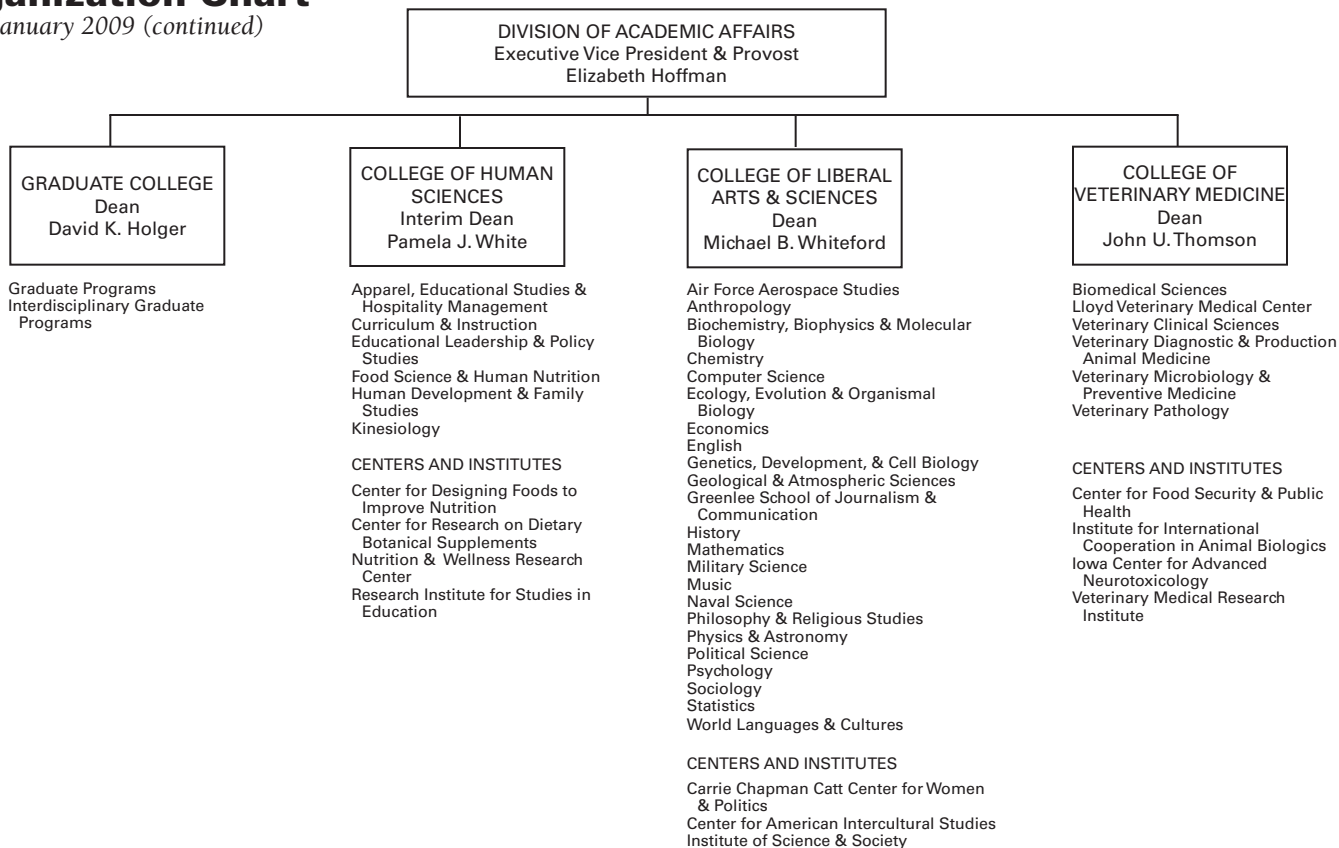 ganization Chart
anuary 2009 (continued)
DIVISION OF ACADEMIC AFFAIRS
Executive Vice President & Provost
Elizabeth Hoffman
GRADUATE COLLEGE
Dean
David K. Holger
Graduate Programs
Interdisciplinary Graduate
Programs
COLLEGE OF HUMAN
SCIENCES
Interim Dean
Pamela J. White
Apparel, Educational Studies &
Hospitality Management
Curriculum & Instruction
Educational Leadership & Policy
Studies
Food Science & Human Nutrition
Human Development & Family
Studies
Kinesiology
CENTERS AND INSTITUTES
Center for Designing Foods to
Improve Nutrition
Center for Research on Dietary
Botanical Supplements
Nutrition & Wellness Research
Center
Research Institute for Studies in
Education
COLLEGE OF LIBERAL
ARTS & SCIENCES
Dean
Michael B. Whiteford
Air Force Aerospace Studies
Anthropology
Biochemistry, Biophysics & Molecular
Biology
Chemistry
Computer Science
Ecology, Evolution & Organismal
Biology
Economics
English
Genetics, Development, & Cell Biology
Geological & Atmospheric Sciences
Greenlee School of Journalism &
Communication
History
Mathematics
Military Science
Music
Naval Science
Philosophy & Religious Studies
Physics & Astronomy
Political Science
Psychology
Sociology
Statistics
World Languages & Cultures
CENTERS AND INSTITUTES
Carrie Chapman Catt Center for Women
& Politics
Center for American Intercultural Studies
Institute of Science & Society
COLLEGE OF
VETERINARY MEDICINE
Dean
John U. Thomson
Biomedical Sciences
Lloyd Veterinary Medical Center
Veterinary Clinical Sciences
Veterinary Diagnostic & Production
Animal Medicine
Veterinary Microbiology &
Preventive Medicine
Veterinary Pathology
CENTERS AND INSTITUTES
Center for Food Security & Public
Health
Institute for International
Cooperation in Animal Biologics
Iowa Center for Advanced
Neurotoxicology
Veterinary Medical Research
Institute